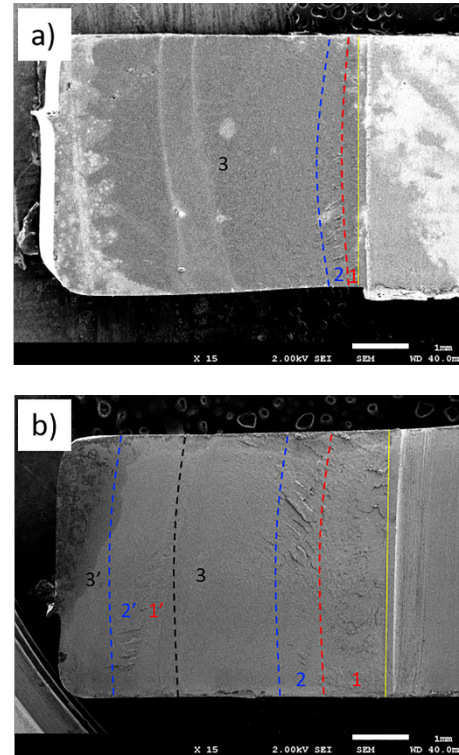 a)
3
2 1
1mm
X 15 2.00kV SEI SEM WD 40.0m
b)
3' 3
2' 1'
2 1
1mm
X 15 2.00kV SEI SEM WD 40.0m